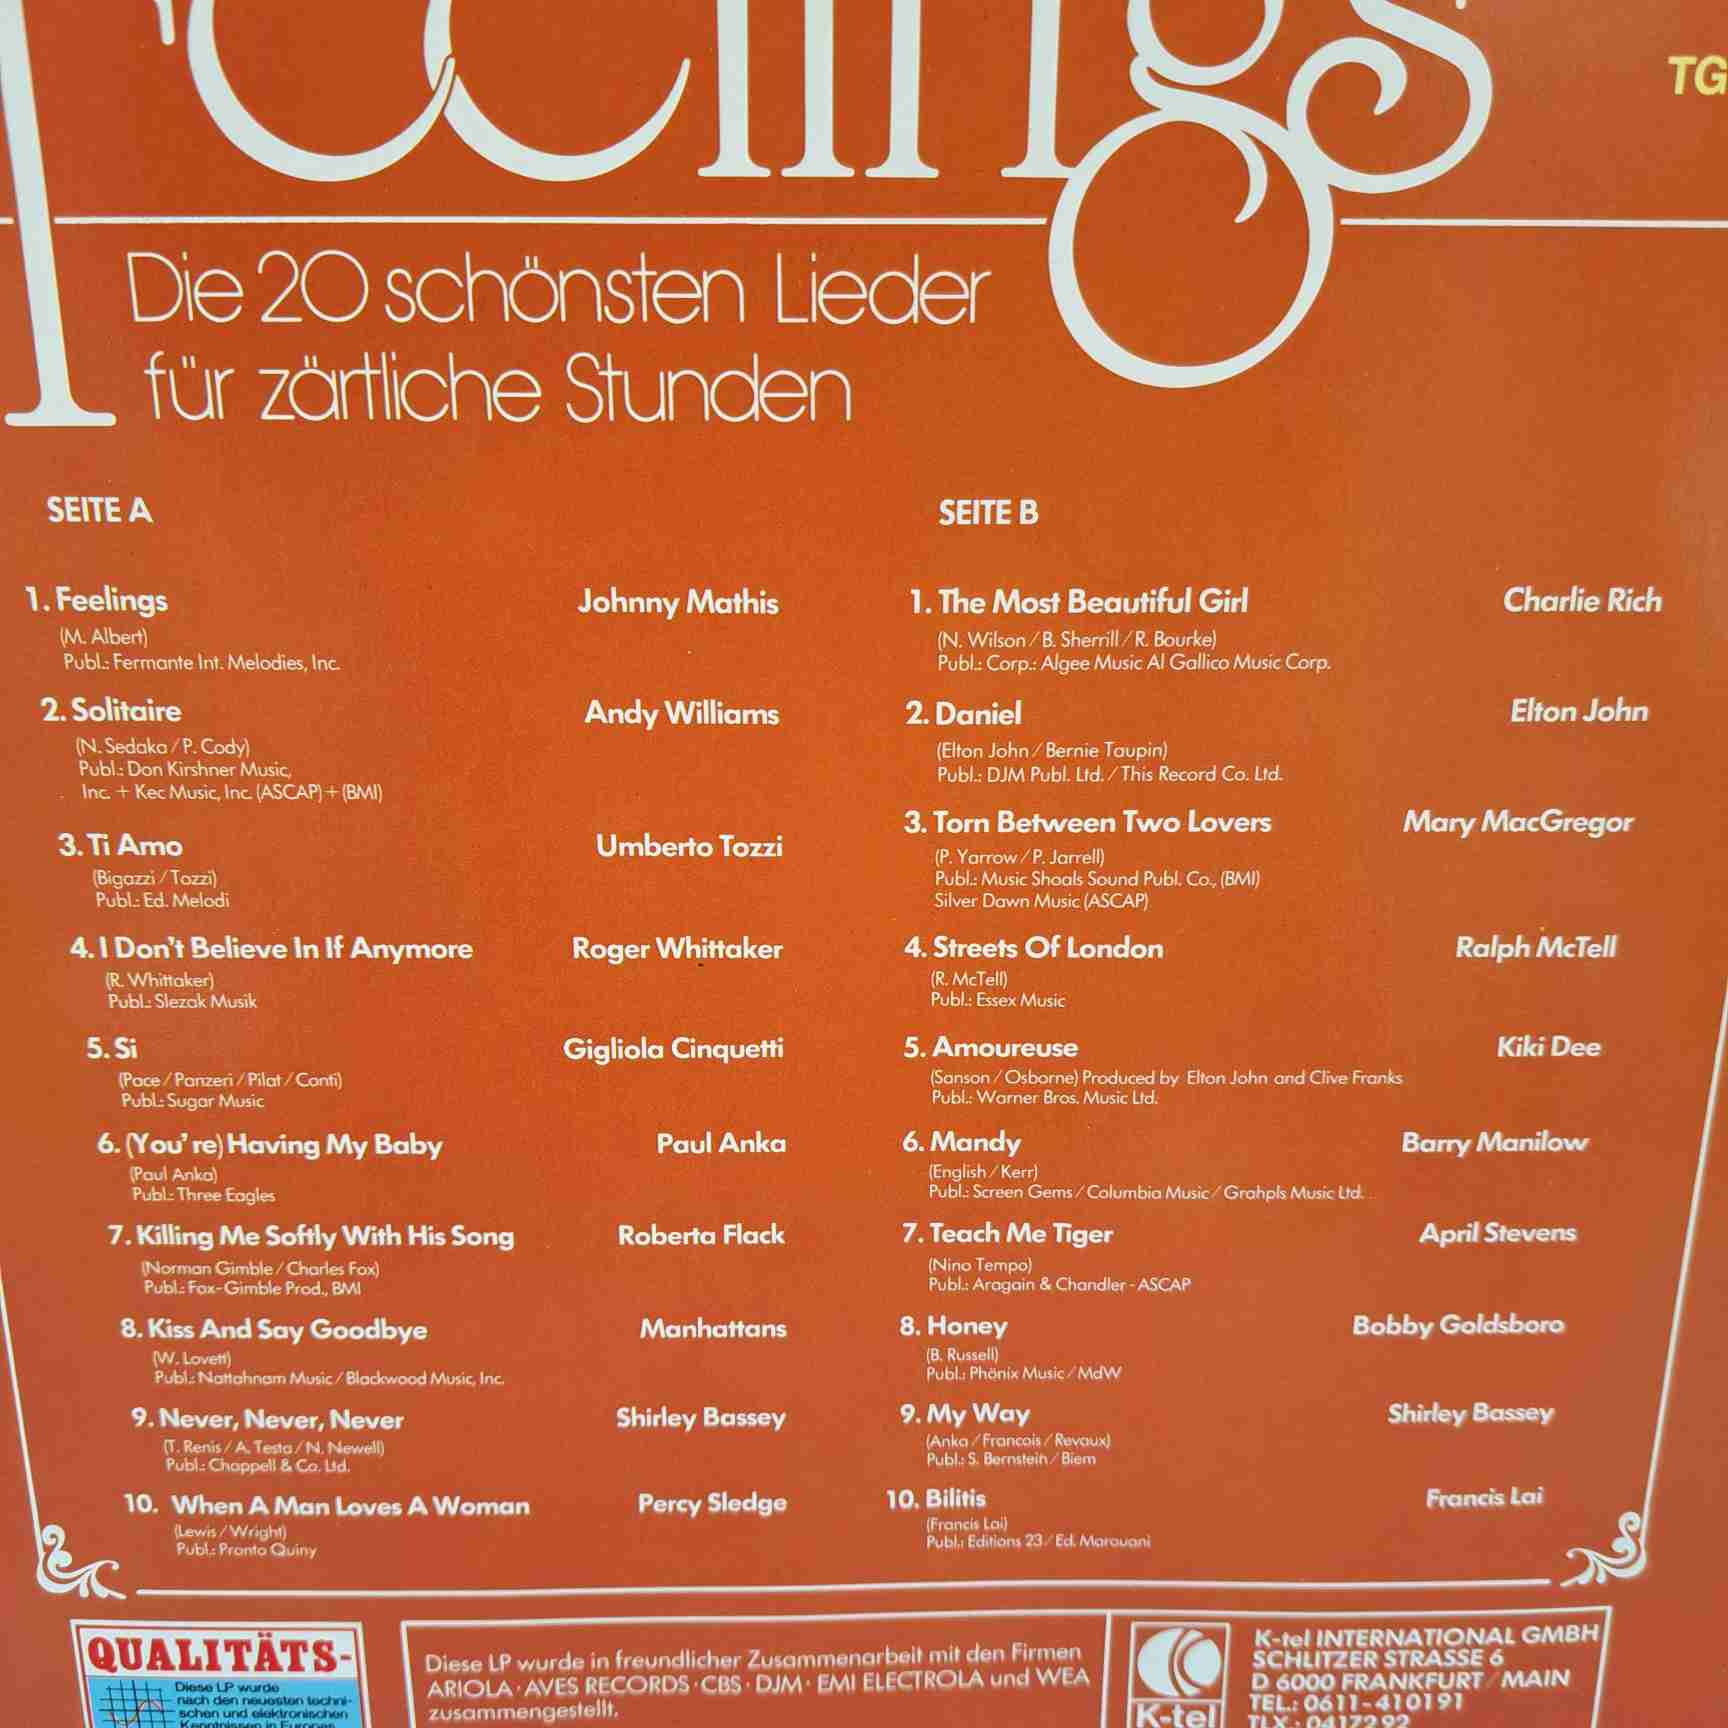 Feelings
TG
Die 20 schönsten Lieder
für zärtliche Stunden
SEITE A
1. Feelings Johnny Mathis
(M. Albert)
Publ.: Fermante Int. Melodies, Inc.
2. Solitaire Andy Williams
(N. Sedaka / P. Cody)
Publ.: Don Kirshner Music,
Inc. + Kec Music, Inc. (ASCAP) + (BMI)
3. Ti Amo Umberto Tozzi
(Bigazzi / Tozzi)
Publ.: Ed. Melodi
4. I Don't Believe In If Anymore Roger Whittaker
(R. Whittaker)
Publ.: Slezak Musik
5. Si Gigliola Cinquetti
(Pace / Panzeri / Pilat / Conti)
Publ.: Sugar Music
6. (You're) Having My Baby Paul Anka
(Paul Anka)
Publ.: Three Eagles
7. Killing Me Softly With His Song Roberta Flack
(Norman Gimble / Charles Fox)
Publ.: Fox-Gimble Prod., BMI
8. Kiss And Say Goodbye Manhattans
(W. Lovett)
Publ.: Nattahnam Music / Blackwood Music, Inc.
9. Never, Never, Never Shirley Bassey
(T. Renis / A. Testa / N. Newell)
Publ.: Chappell & Co. Ltd.
10. When A Man Loves A Woman Percy Sledge
(Lewis / Wright)
Publ.: Pronto Quiny
SEITE B
1. The Most Beautiful Girl Charlie Rich
(N. Wilson / B. Sherrill / R. Bourke)
Publ.: Corp.: Algee Music Al Gallico Music Corp.
2. Daniel Elton John
(Elton John / Bernie Taupin)
Publ.: DJM Publ. Ltd. / This Record Co. Ltd.
3. Torn Between Two Lovers Mary MacGregor
(P. Yarrow / P. Jarrell)
Publ.: Music Shoals Sound Publ. Co., (BMI)
Silver Dawn Music (ASCAP)
4. Streets Of London Ralph McTell
(R. McTell)
Publ.: Essex Music
5. Amoureuse Kiki Dee
(Sanson / Osborne) Produced by Elton John and Clive Franks
Publ.: Warner Bros. Music Ltd.
6. Mandy Barry Manilow
(English / Kerr)
Publ.: Screen Gems / Columbia Music / Grahpls Music Ltd.
7. Teach Me Tiger April Stevens
(Nino Tempo)
Publ.: Aragain & Chandler - ASCAP
8. Honey Bobby Goldsboro
(B. Russell)
Publ.: Phönix Music / MdW
9. My Way Shirley Bassey
(Anka / Francois / Revaux)
Publ.: S. Bernstein / Biem
10. Bilitis Francis Lai
(Francis Lai)
Publ.: Editions 23 / Ed. Marouani
QUALITÄTS-
Diese LP wurde
nach den neuesten techni-
schen und elektronischen
Kenntnissen in Europas
Diese LP wurde in freundlicher Zusammenarbeit mit den Firmen
ARIOLA · AVES RECORDS · CBS · DJM · EMI ELECTROLA und WEA
zusammengestellt.
K-tel
K-tel INTERNATIONAL GMBH
SCHLITZER STRASSE 6
D 6000 FRANKFURT / MAIN
TEL.: 0611-410191
TLX.: 0417292